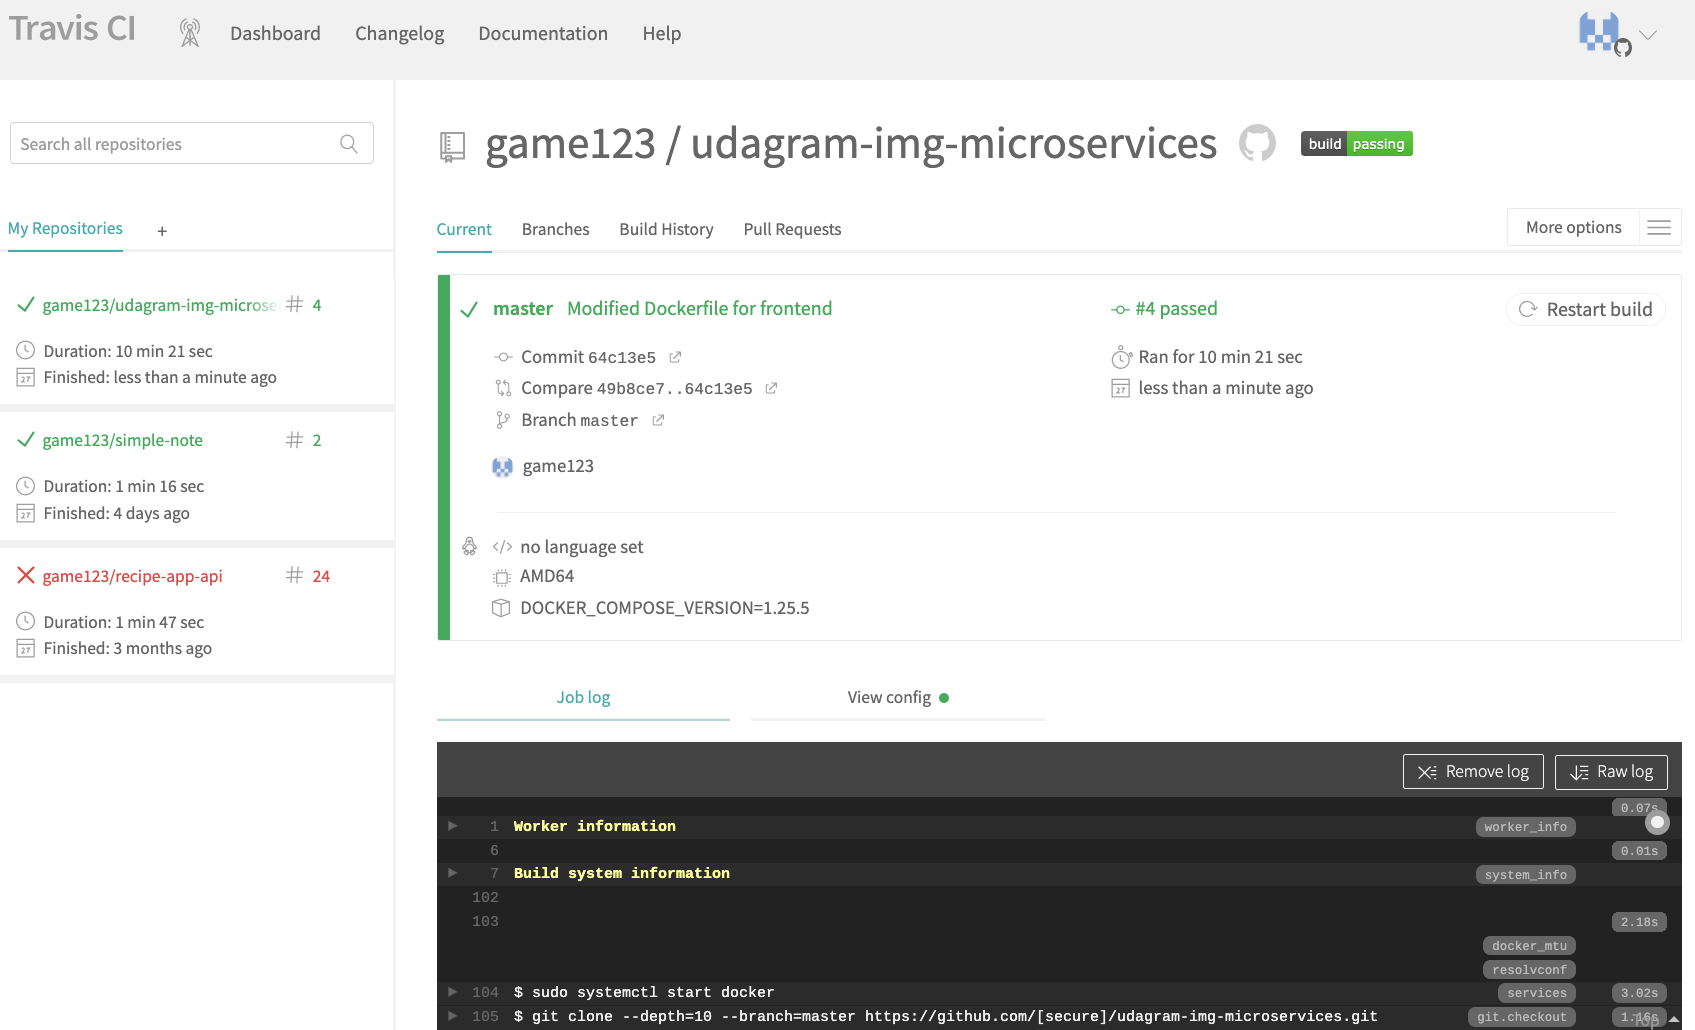 Travis CI
Dashboard
Changelog
Documentation
Help
Search all repositories
My Repositories
+
game123/udagram-img-microse
# 4
Duration: 10 min 21 sec
27 Finished: less than a minute ago
game123/simple-note
# 2
Duration: 1 min 16 sec
27 Finished: 4 days ago
game123/recipe-app-api
# 24
Duration: 1 min 47 sec
27 Finished: 3 months ago
game123 / udagram-img-microservices
build passing
Current
Branches
Build History
Pull Requests
More options
master Modified Dockerfile for frontend
#4 passed
Restart build
Commit 64c13e5
Ran for 10 min 21 sec
Compare 49b8ce7..64c13e5
27 less than a minute ago
Branch master
game123
</> no language set
AMD64
DOCKER_COMPOSE_VERSION=1.25.5
Job log
View config
Remove log
Raw log
0.07s
1 Worker information worker_info
6 0.01s
7 Build system information system_info
102
103 2.18s
docker_mtu
resolvconf
104 $ sudo systemctl start docker services 3.02s
105 $ git clone --depth=10 --branch=master https://github.com/[secure]/udagram-img-microservices.git git.checkout 1.16s
Top